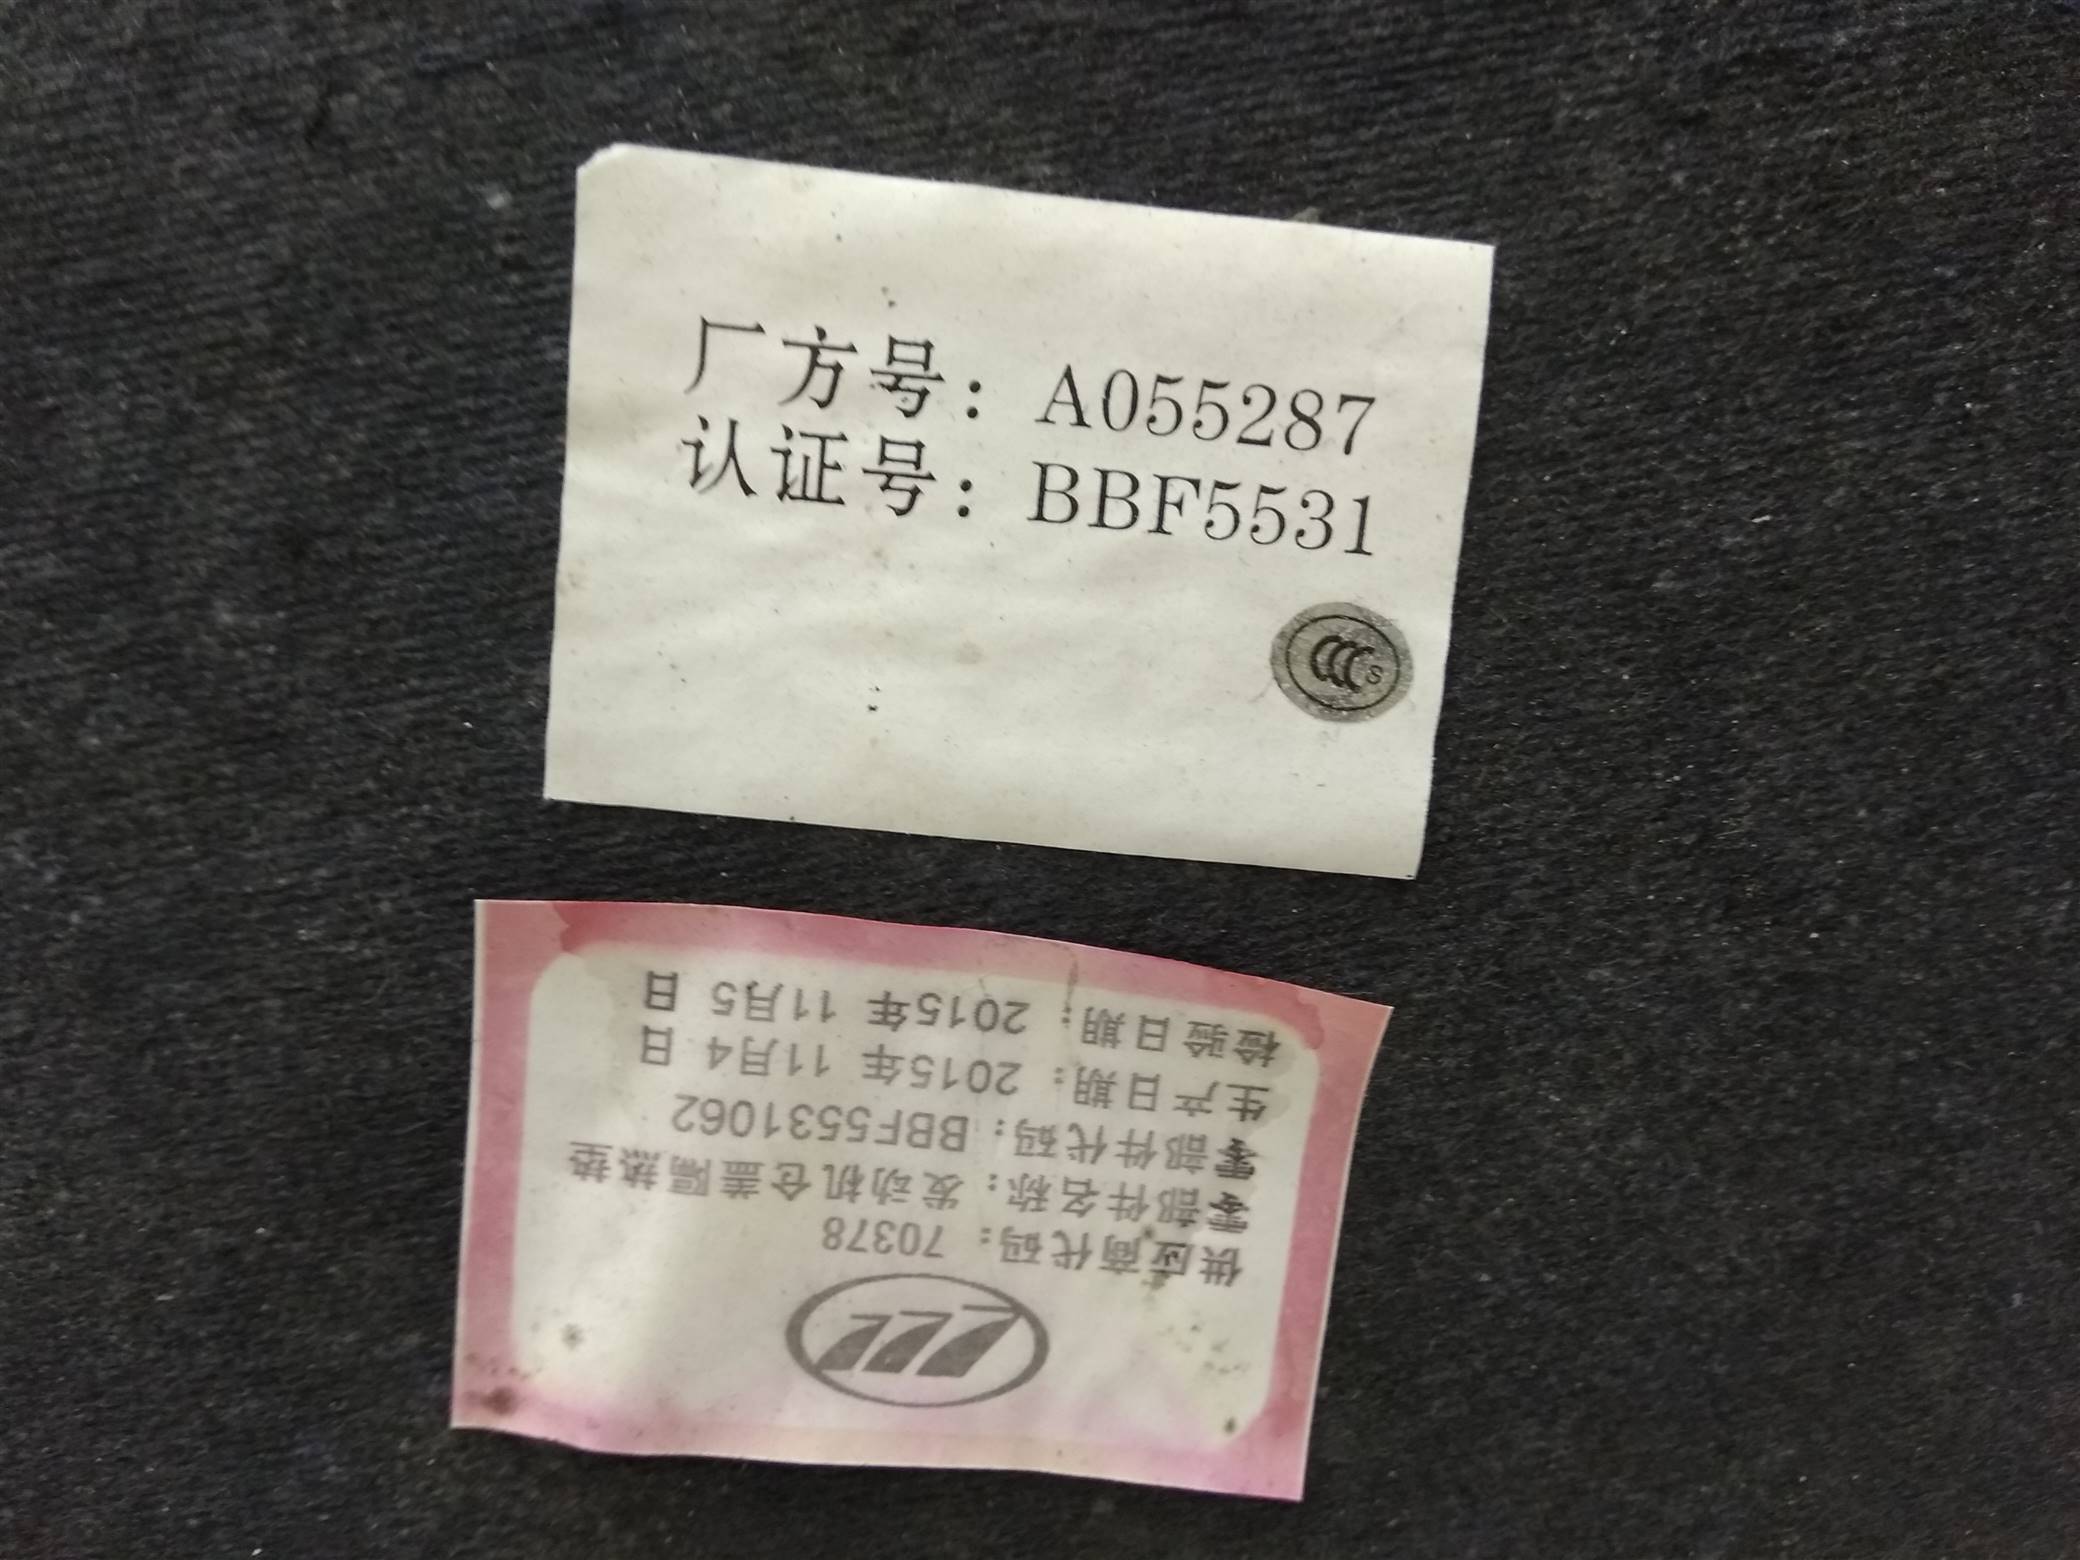 厂方号：A055287
认证号：BBF5531
CCC S
供应商代码：70378
零部件名称：发动机仓盖隔热垫
零部件代码：BBF5531062
生产日期：2015年 11月4 日
检验日期：2015年 11月5 日